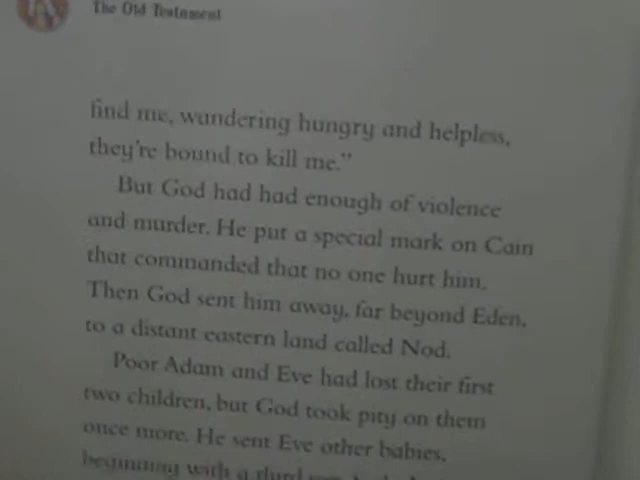 The Old Testament
find me, wandering hungry and helpless,
they're bound to kill me."
But God had had enough of violence
and murder. He put a special mark on Cain
that commanded that no one hurt him.
Then God sent him away, far beyond Eden,
to a distant eastern land called Nod.
Poor Adam and Eve had lost their first
two children, but God took pity on them
once more. He sent Eve other babies,
beginning with a third